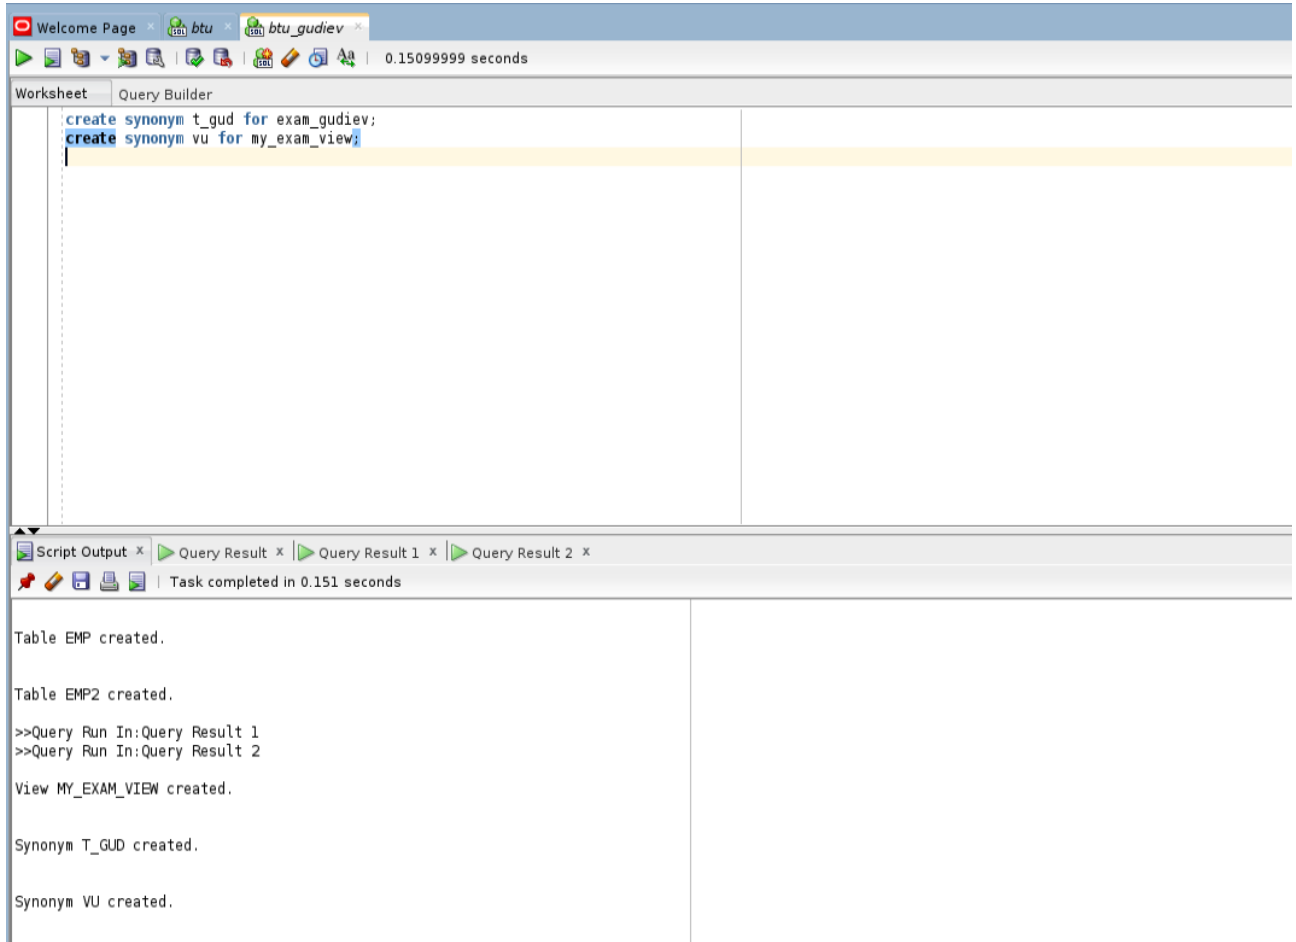 Welcome Page × btu × btu_gudiev ×
0.15099999 seconds
Worksheet Query Builder
create synonym t_gud for exam_gudiev;
create synonym vu for my_exam_view;
Script Output × Query Result × Query Result 1 × Query Result 2 ×
Task completed in 0.151 seconds
Table EMP created.
Table EMP2 created.
>>Query Run In:Query Result 1
>>Query Run In:Query Result 2
View MY_EXAM_VIEW created.
Synonym T_GUD created.
Synonym VU created.